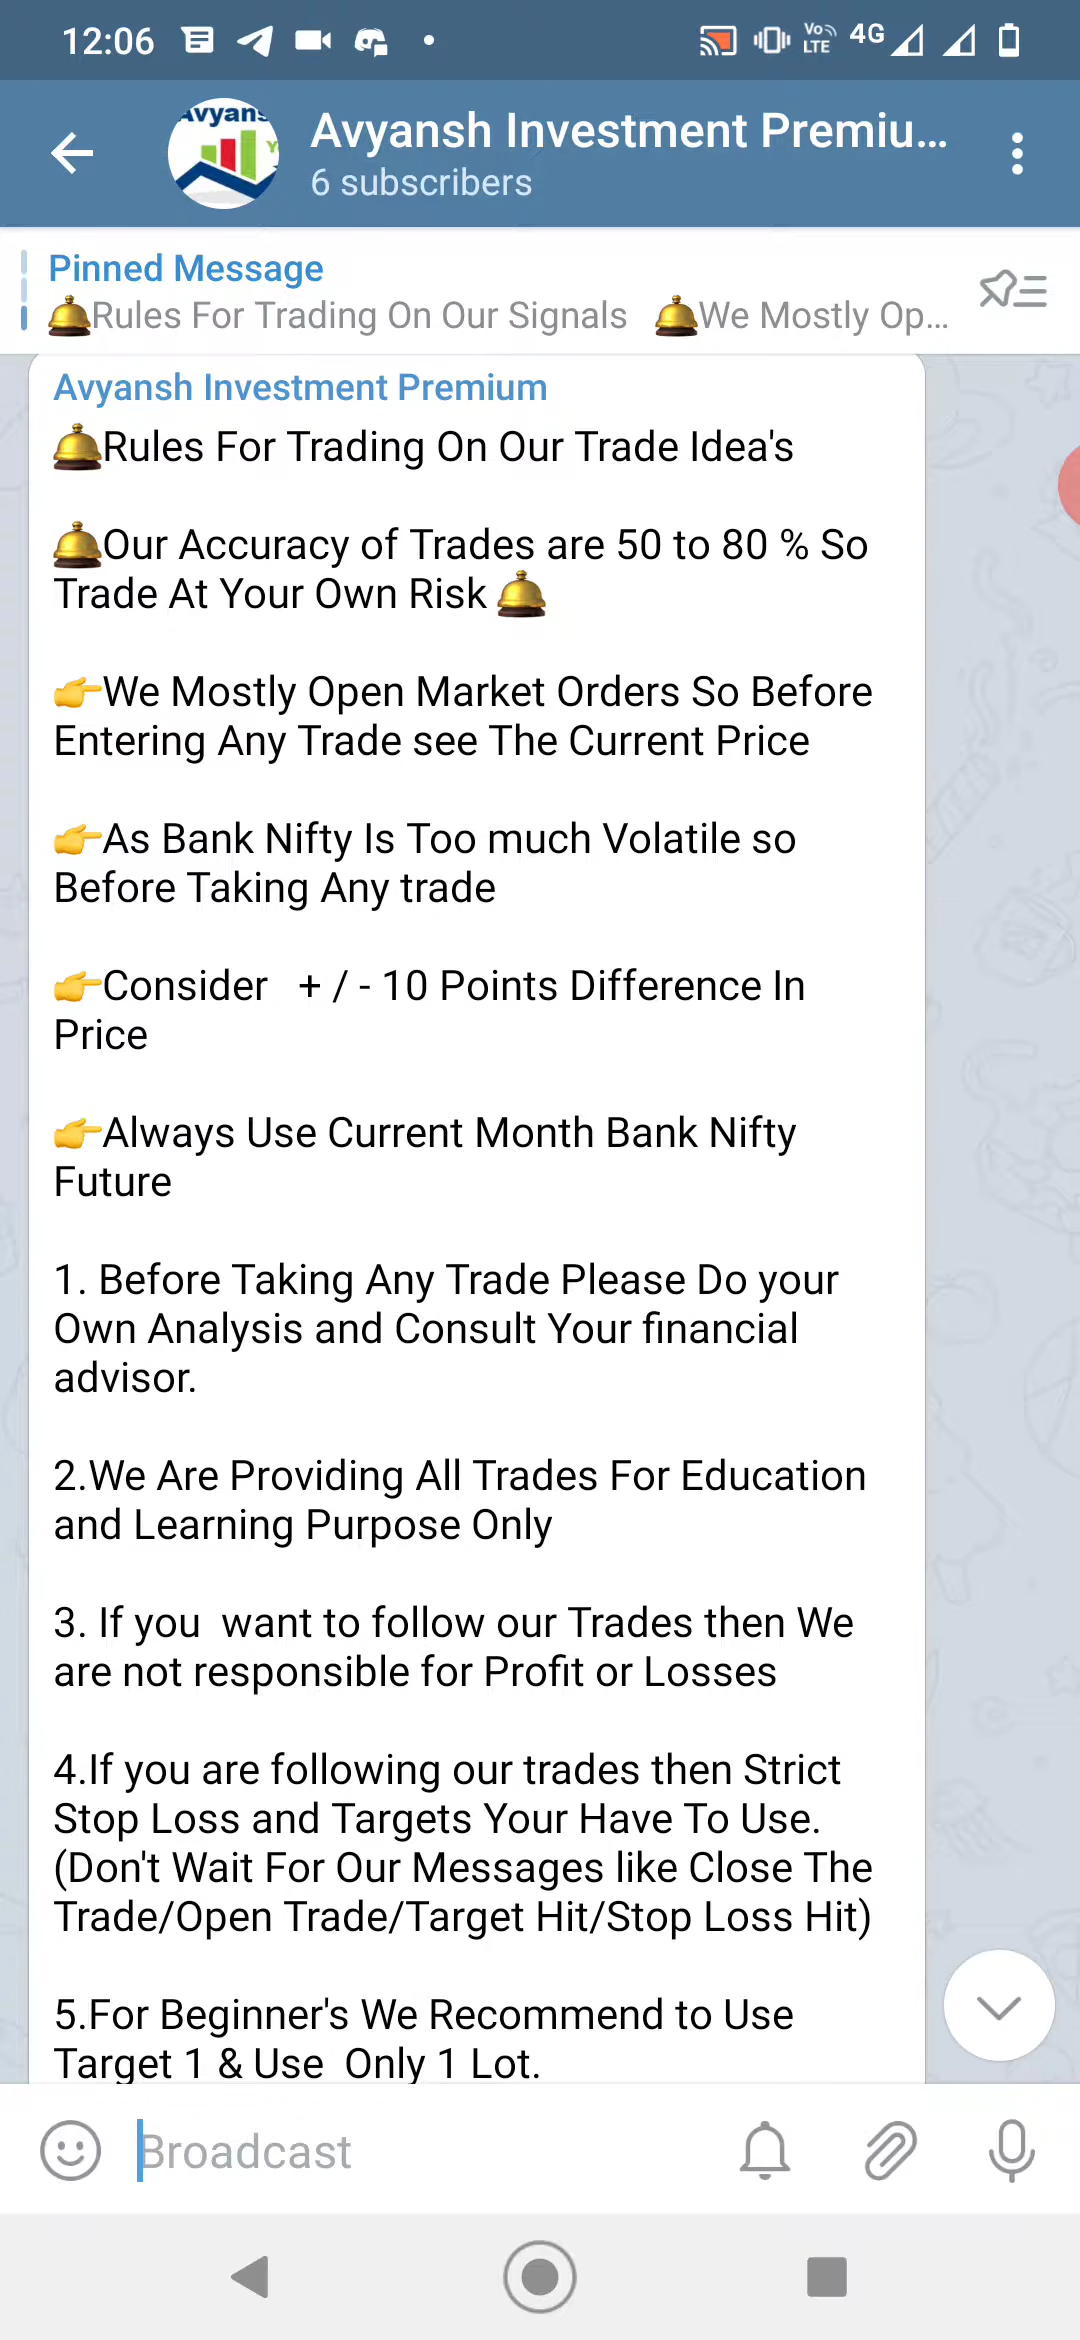 12:06
Vo LTE 4G
Avyans
Avyansh Investment Premiu...
6 subscribers
Pinned Message
🛎Rules For Trading On Our Signals 🛎We Mostly Op...
Avyansh Investment Premium
🛎Rules For Trading On Our Trade Idea's
🛎Our Accuracy of Trades are 50 to 80 % So
Trade At Your Own Risk🛎
👉We Mostly Open Market Orders So Before
Entering Any Trade see The Current Price
👉As Bank Nifty Is Too much Volatile so
Before Taking Any trade
👉Consider + / - 10 Points Difference In
Price
👉Always Use Current Month Bank Nifty
Future
1. Before Taking Any Trade Please Do your
Own Analysis and Consult Your financial
advisor.
2.We Are Providing All Trades For Education
and Learning Purpose Only
3. If you want to follow our Trades then We
are not responsible for Profit or Losses
4.If you are following our trades then Strict
Stop Loss and Targets Your Have To Use.
(Don't Wait For Our Messages like Close The
Trade/Open Trade/Target Hit/Stop Loss Hit)
5.For Beginner's We Recommend to Use
Target 1 & Use Only 1 Lot.
Broadcast